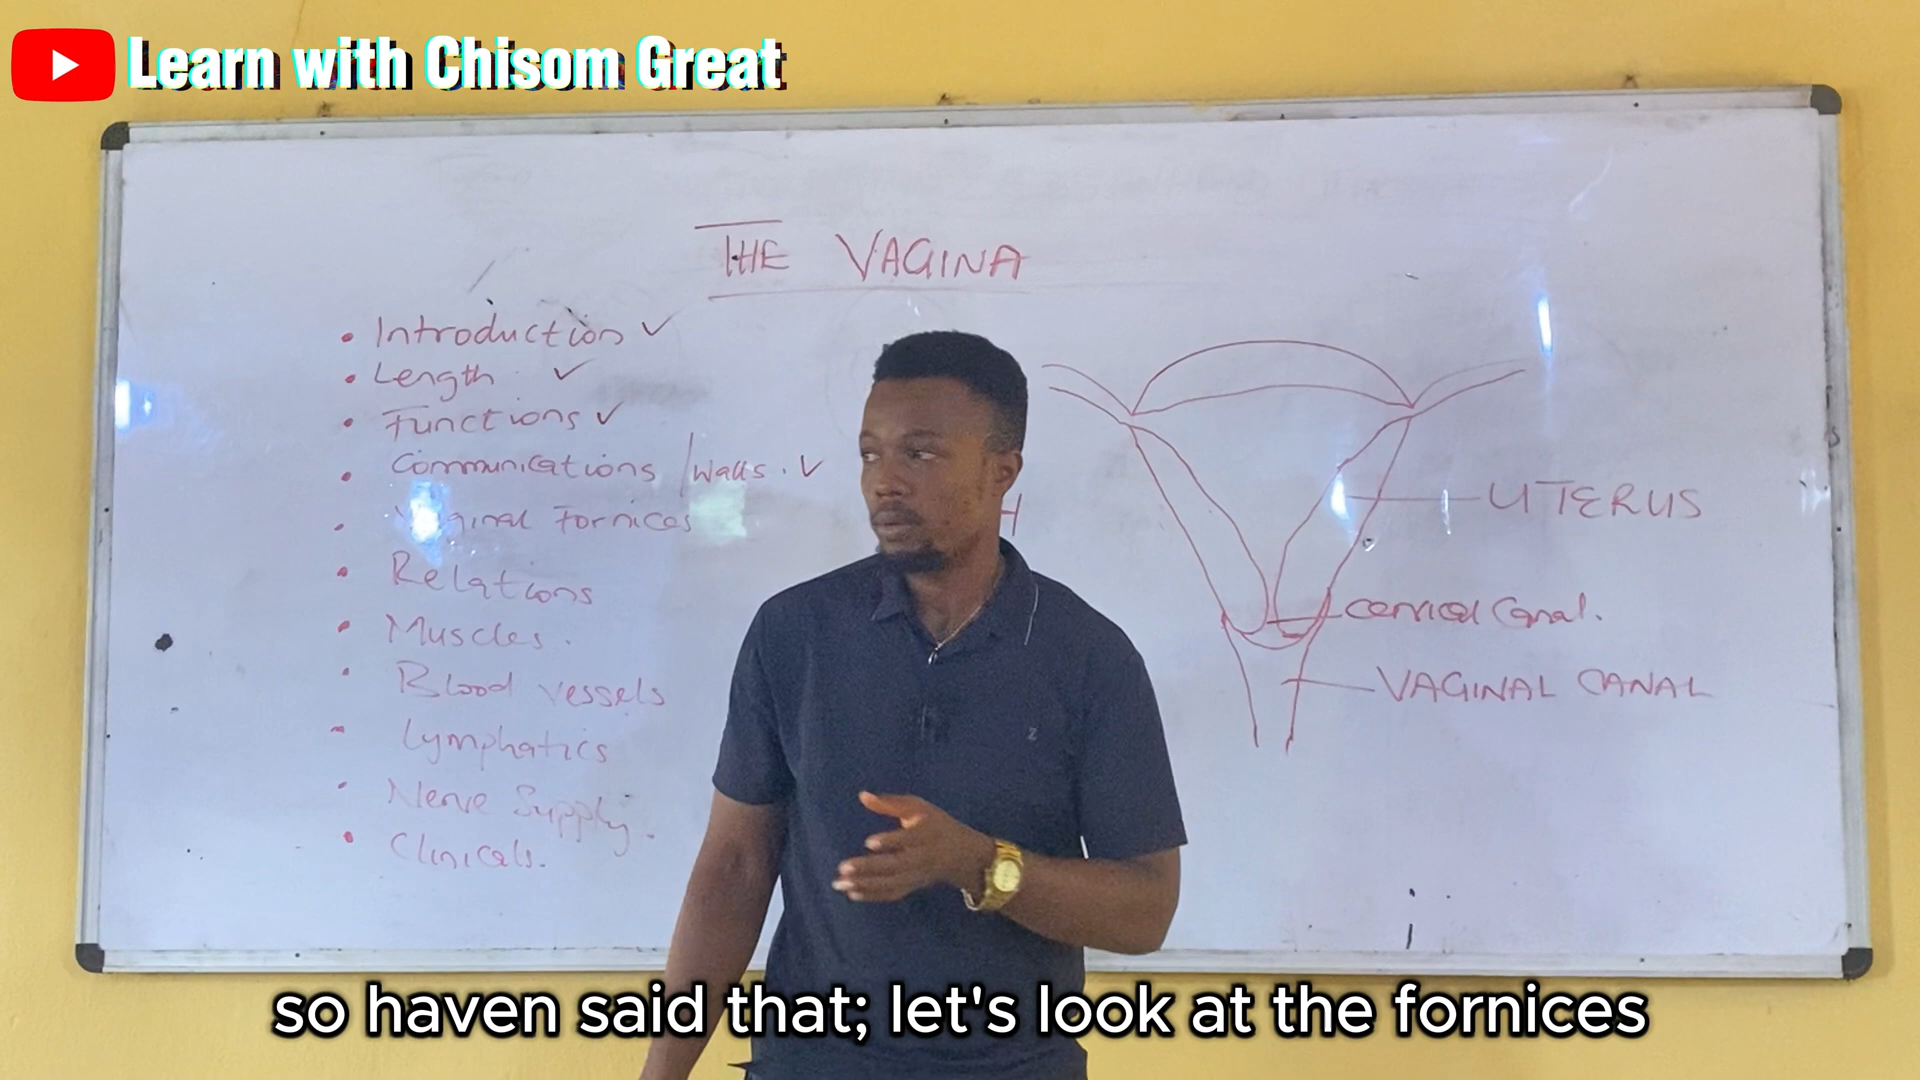 Learn with Chisom Great
THE VAGINA
Introduction ✓
Length ✓
Functions ✓
Communications / Walls. ✓
Vaginal Fornices
Relations
Muscles.
Blood vessels
Lymphatics
Nerve Supply.
Clinicals.
UTERUS
Cervical Canal.
VAGINAL CANAL
so haven said that; let's look at the fornices